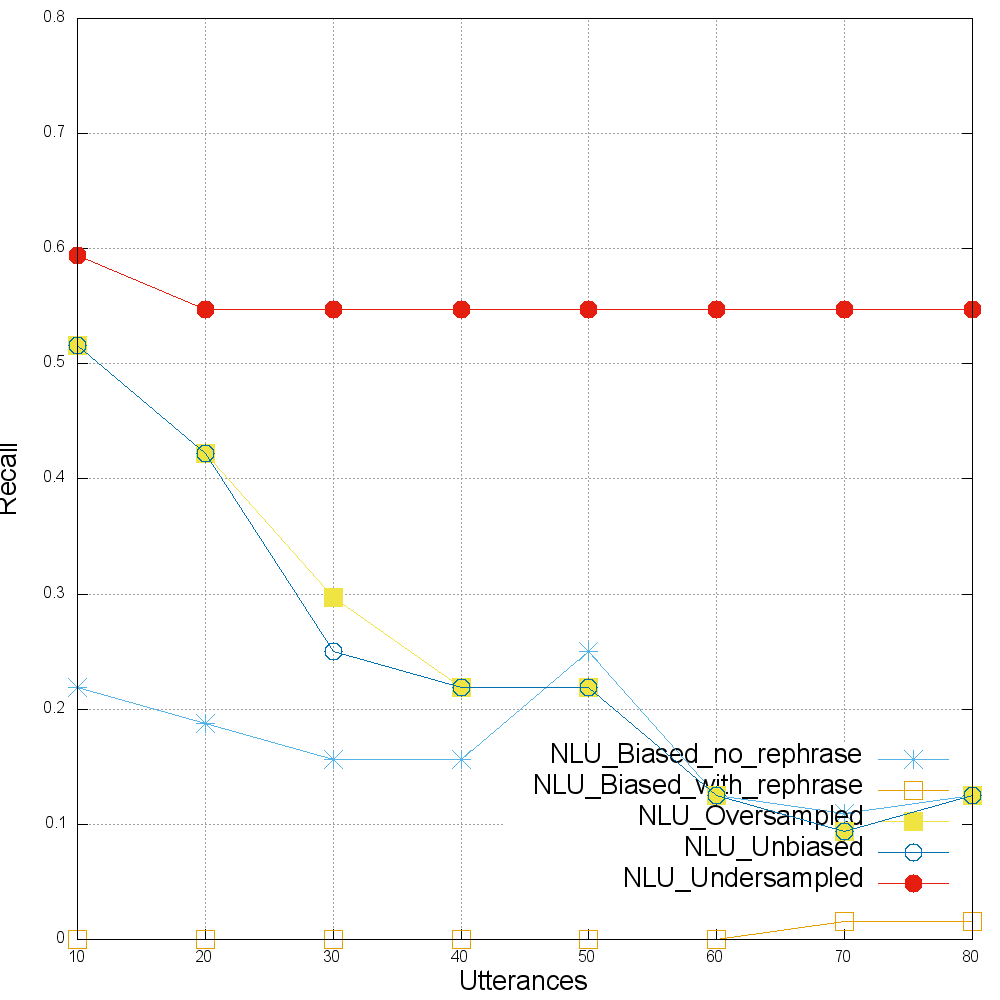 0.8
0.7
0.6
0.5
0.4
0.3
0.2
0.1
0
Recall
NLU_Biased_no_rephrase
NLU_Biased_with_rephrase
NLU_Oversampled
NLU_Unbiased
NLU_Undersampled
10 20 30 40 50 60 70 80
Utterances